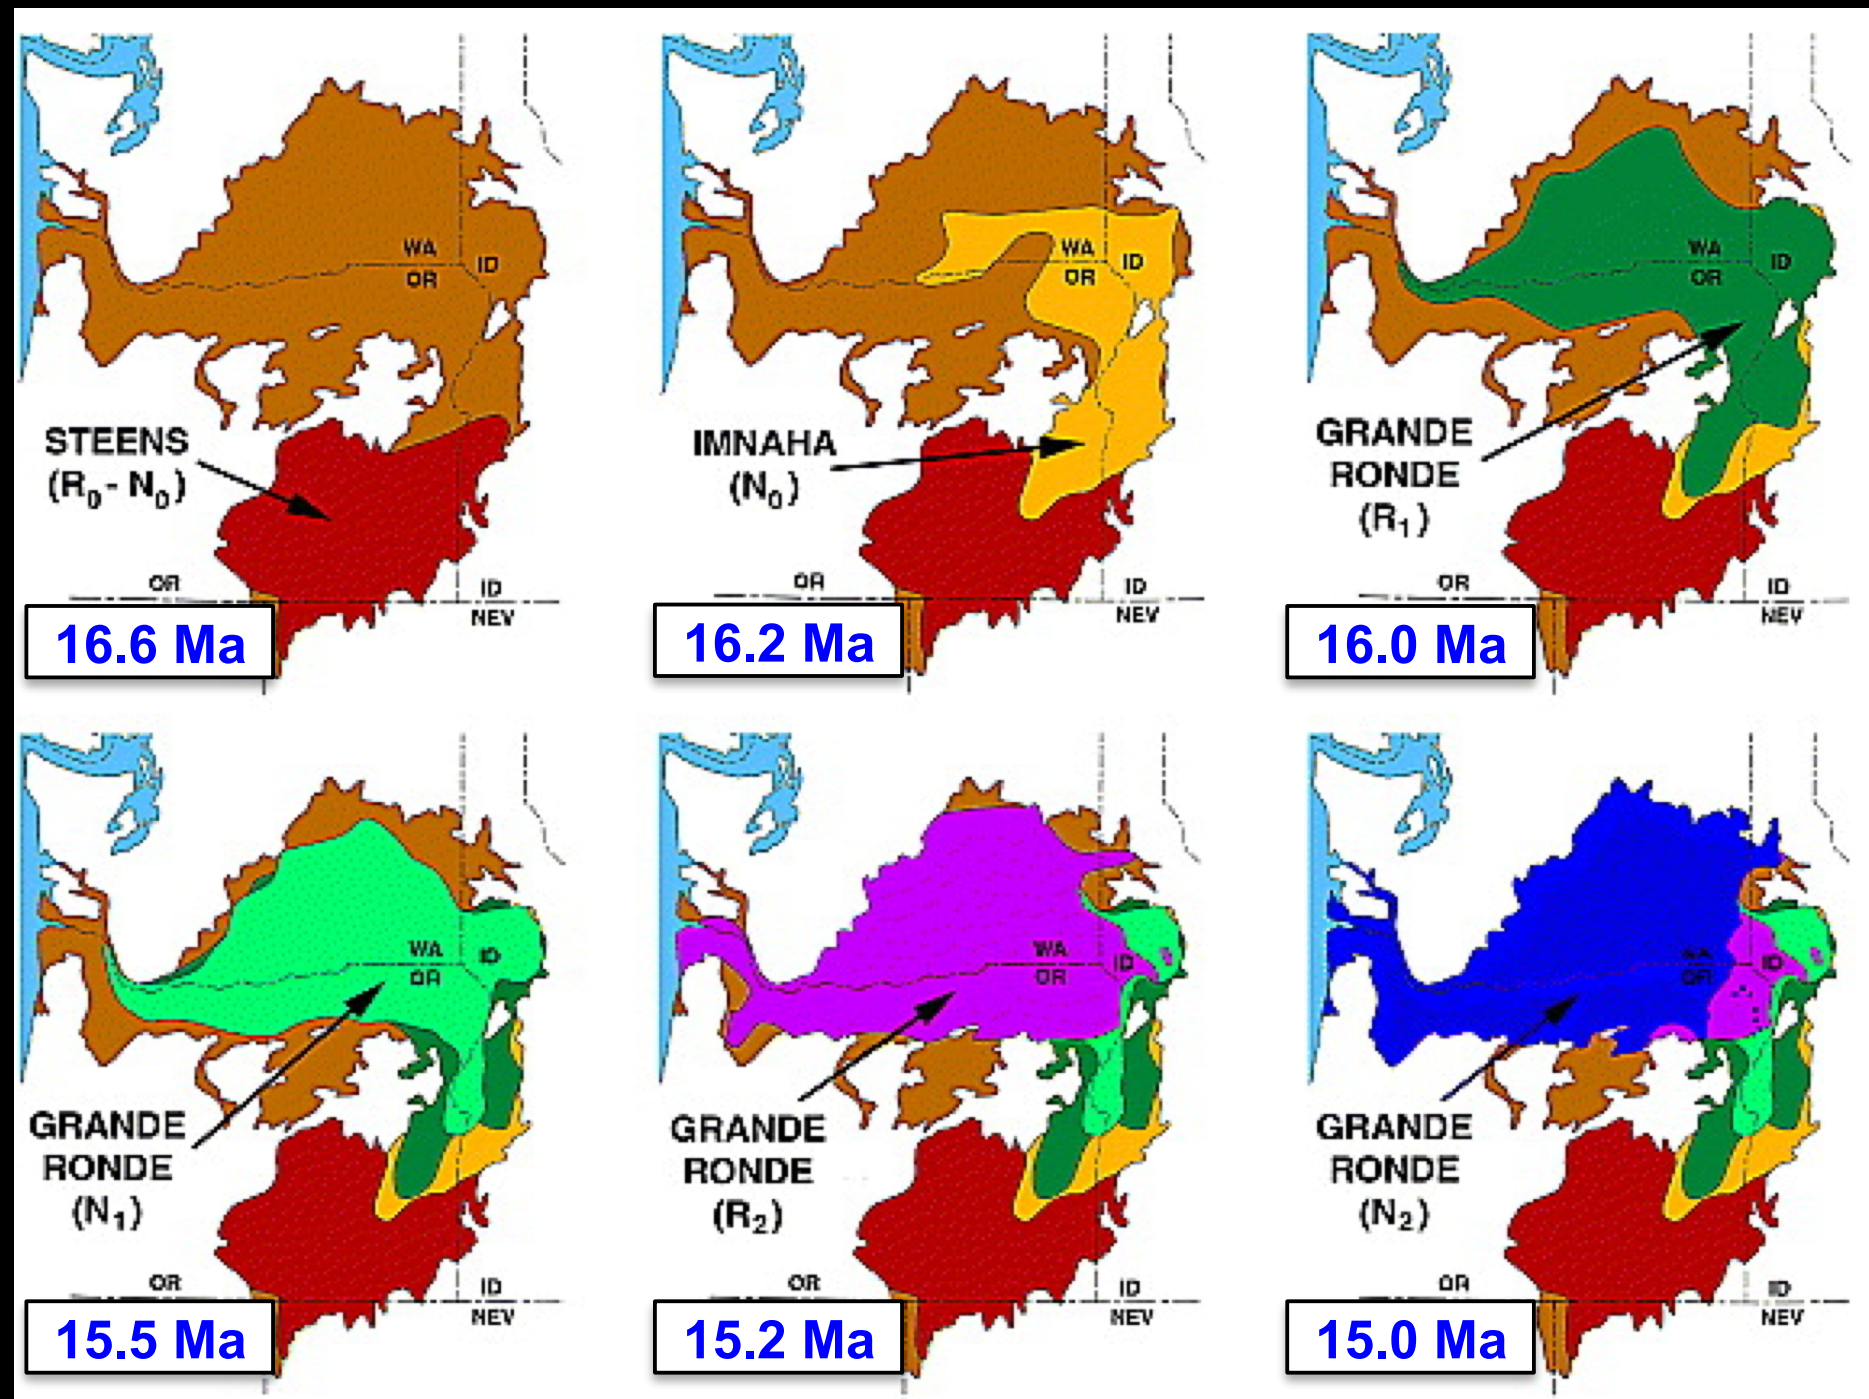 WA
ID
OR
STEENS
(R₀- N₀)
OR
ID
NEV
16.6 Ma
WA
ID
OR
IMNAHA
(N₀)
OR
ID
NEV
16.2 Ma
WA
ID
OR
GRANDE
RONDE
(R₁)
OR
ID
NEV
16.0 Ma
WA
ID
OR
GRANDE
RONDE
(N₁)
OR
ID
NEV
15.5 Ma
WA
ID
OR
GRANDE
RONDE
(R₂)
OR
ID
NEV
15.2 Ma
WA
ID
OR
GRANDE
RONDE
(N₂)
OR
ID
NEV
15.0 Ma